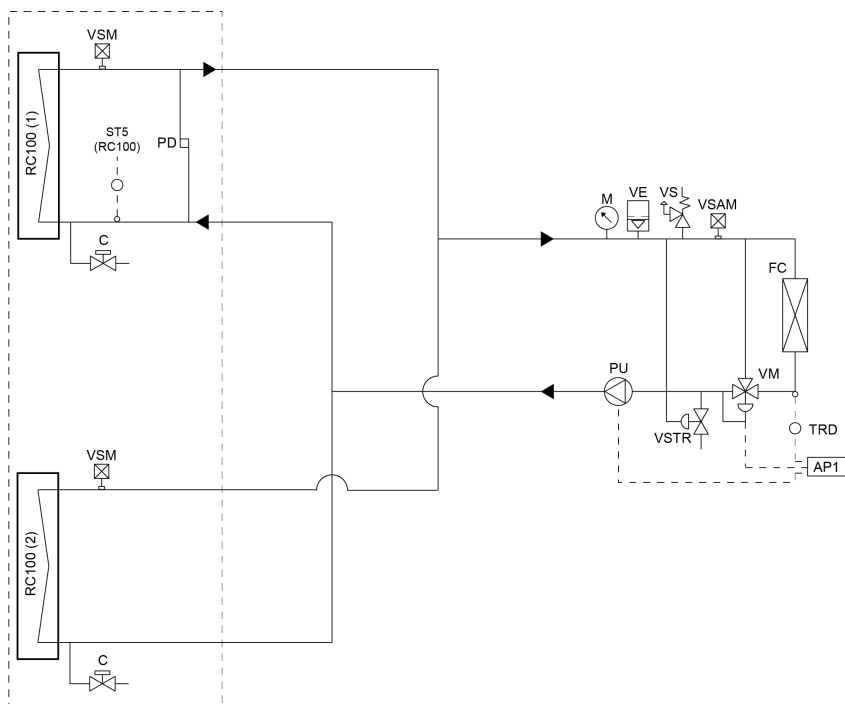 VSM
RC100 (1)
ST5
(RC100)
PD
C
M
VE
VS
VSAM
FC
PU
VM
VSTR
TRD
AP1
VSM
RC100 (2)
C